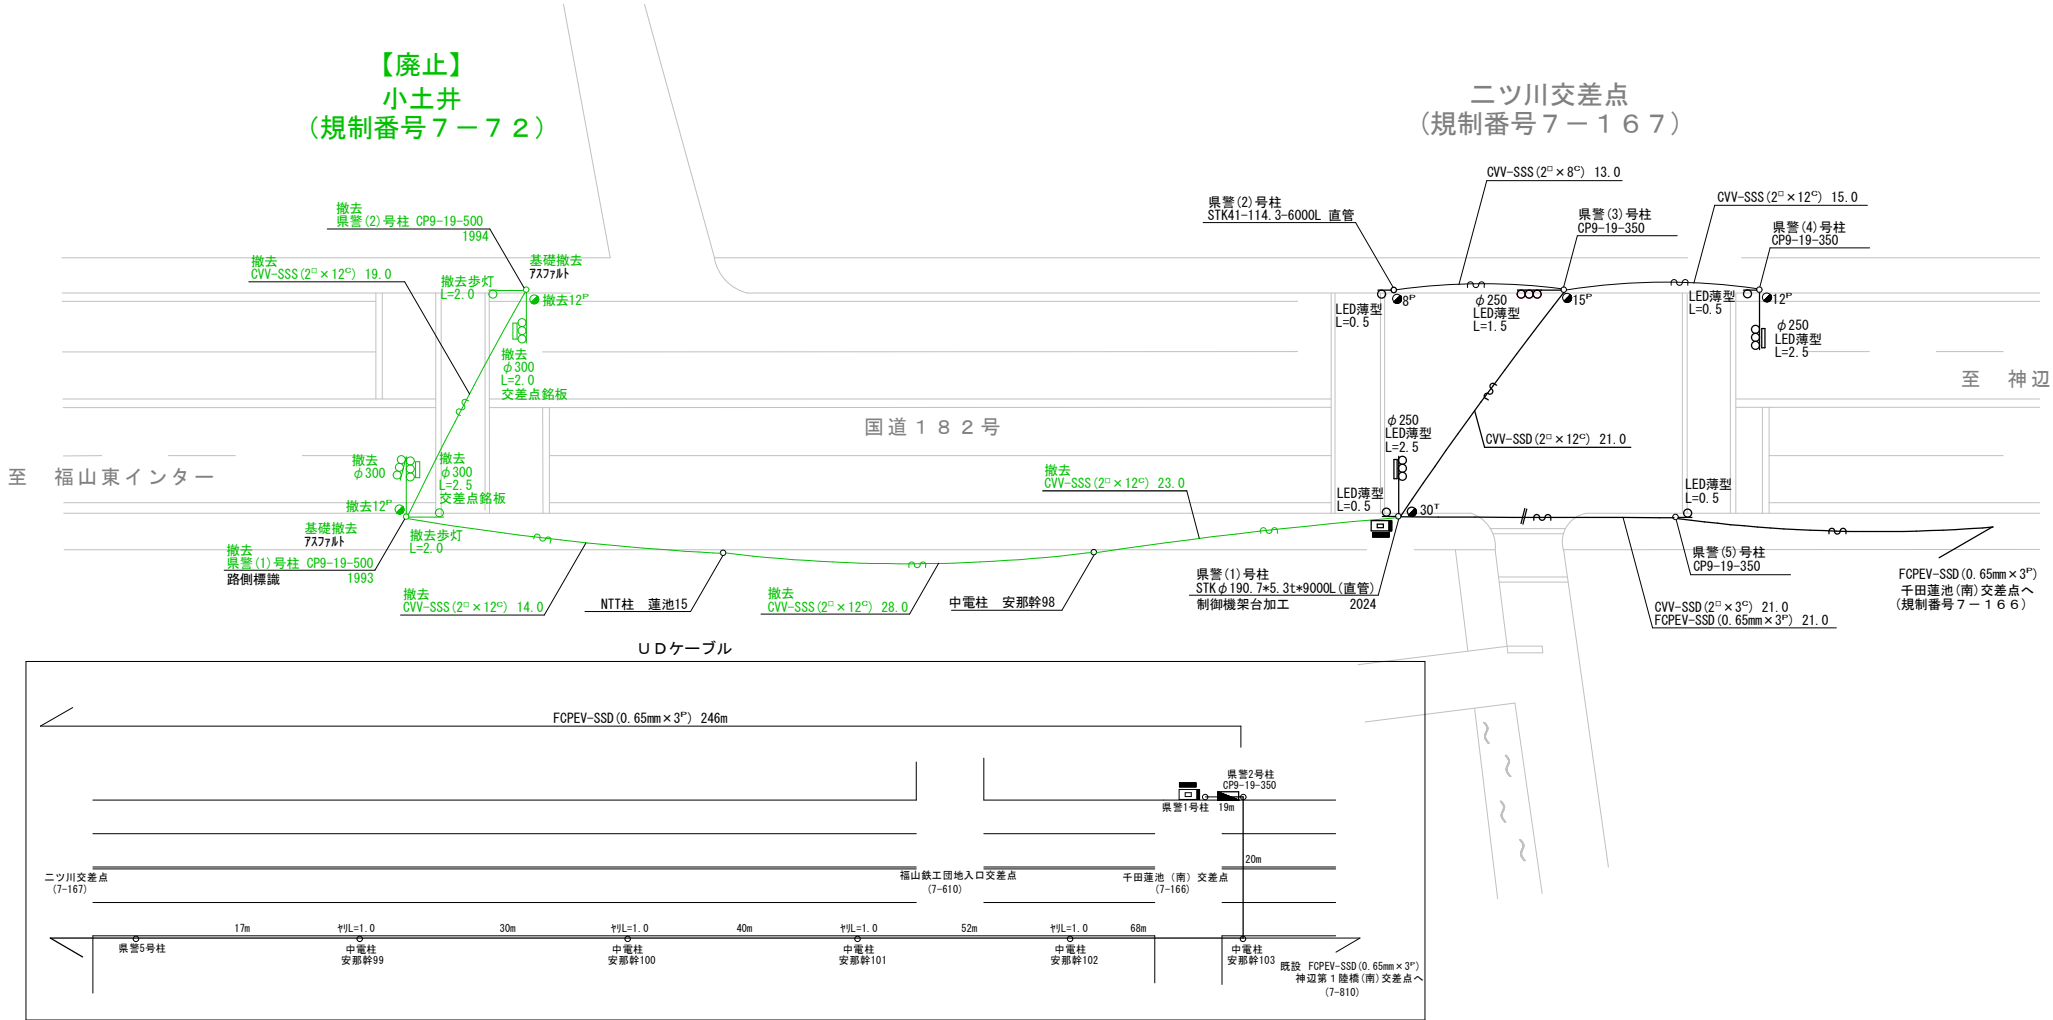 【廃止】
小土井
(規制番号７－７２)
二ツ川交差点
(規制番号７－１６７)
撤去
県警(2)号柱 CP9-19-500
1994
撤去
CVV-SSS(2□×12C) 19.0
基礎撤去
アスファルト
撤去歩灯
L=2.0
撤去12P
撤去
φ300
L=2.0
交差点銘板
撤去
φ300
撤去
φ300
L=2.5
交差点銘板
撤去12P
基礎撤去
アスファルト
撤去歩灯
L=2.0
撤去
県警(1)号柱 CP9-19-500
路側標識
1993
撤去
CVV-SSS(2□×12C) 14.0
NTT柱 蓮池15
撤去
CVV-SSS(2□×12C) 28.0
中電柱 安那幹98
撤去
CVV-SSS(2□×12C) 23.0
至 福山東インター
国道１８２号
至 神辺
県警(2)号柱
STK41-114.3-6000L 直管
CVV-SSS(2□×8C) 13.0
県警(3)号柱
CP9-19-350
CVV-SSS(2□×12C) 15.0
県警(4)号柱
CP9-19-350
LED薄型
L=0.5
8P
φ250
LED薄型
L=1.5
15P
LED薄型
L=0.5
12P
φ250
LED薄型
L=2.5
φ250
LED薄型
L=2.5
CVV-SSD(2□×12C) 21.0
LED薄型
L=0.5
30T
LED薄型
L=0.5
県警(1)号柱
STKφ190.7*5.3t*9000L(直管)
制御機架台加工
2024
県警(5)号柱
CP9-19-350
CVV-SSD(2□×3C) 21.0
FCPEV-SSD(0.65mm×3P) 21.0
FCPEV-SSD(0.65mm×3P)
千田蓮池(南)交差点へ
(規制番号７－１６６)
ＵＤケーブル
FCPEV-SSD(0.65mm×3P) 246m
県警2号柱
CP9-19-350
県警1号柱
19m
20m
二ツ川交差点
(7-167)
福山鉄工団地入口交差点
(7-610)
千田蓮池（南）交差点
(7-166)
県警5号柱
17m
ヤリL=1.0
中電柱
安那幹99
30m
ヤリL=1.0
中電柱
安那幹100
40m
ヤリL=1.0
中電柱
安那幹101
52m
ヤリL=1.0
中電柱
安那幹102
68m
中電柱
安那幹103
既設 FCPEV-SSD(0.65mm×3P)
神辺第１陸橋(南)交差点へ
(7-810)